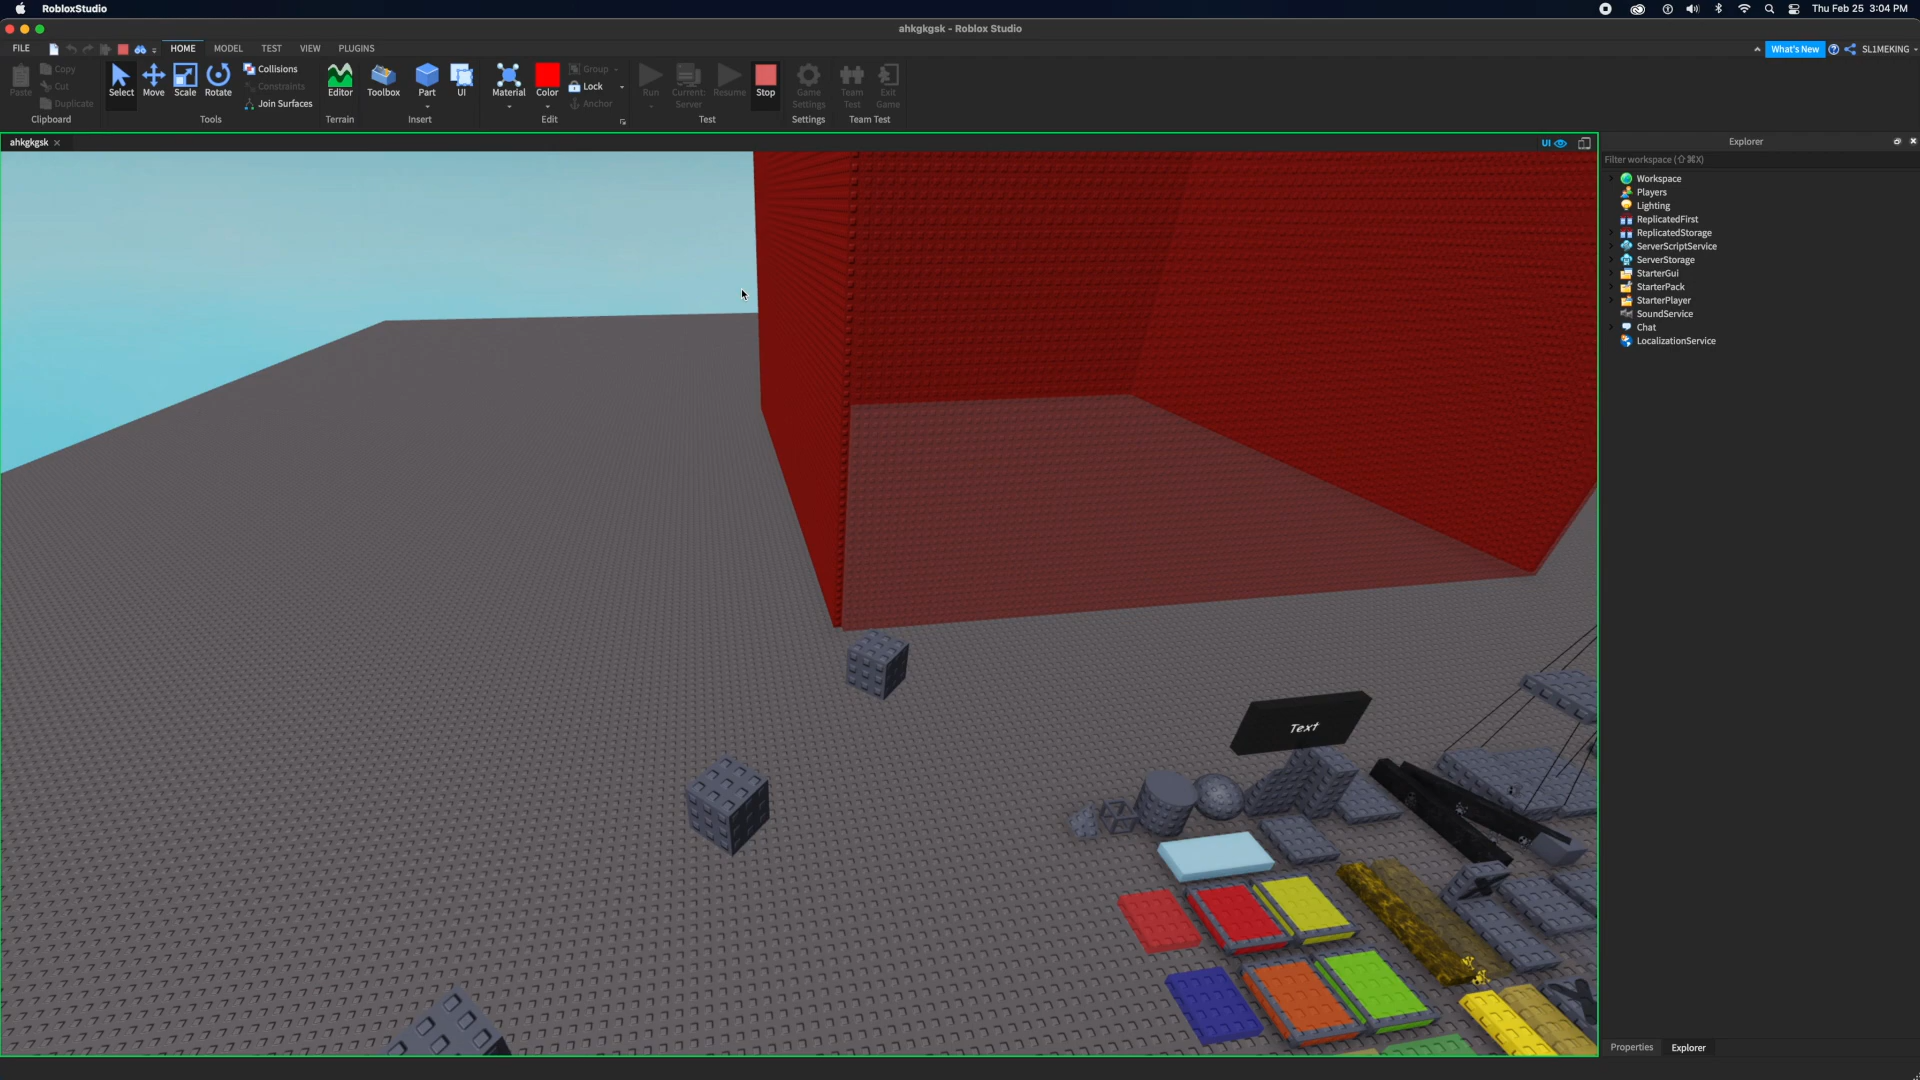 RobloxStudio
Thu Feb 25 3:04 PM
ahkgkgsk - Roblox Studio
FILE HOME MODEL TEST VIEW PLUGINS
What's New SL1MEKING
Paste Copy Cut Duplicate
Clipboard
Select Move Scale Rotate Collisions Constraints Join Surfaces
Tools
Editor
Terrain
Toolbox Part UI
Insert
Material Color Group Lock Anchor
Edit
Run Current: Server Resume Stop
Test
Game Settings
Settings
Team Test Exit Game
Team Test
ahkgkgsk
UI
Text
Explorer
Filter workspace (⇧⌘X)
Workspace
Players
Lighting
ReplicatedFirst
ReplicatedStorage
ServerScriptService
ServerStorage
StarterGui
StarterPack
StarterPlayer
SoundService
Chat
LocalizationService
Properties Explorer